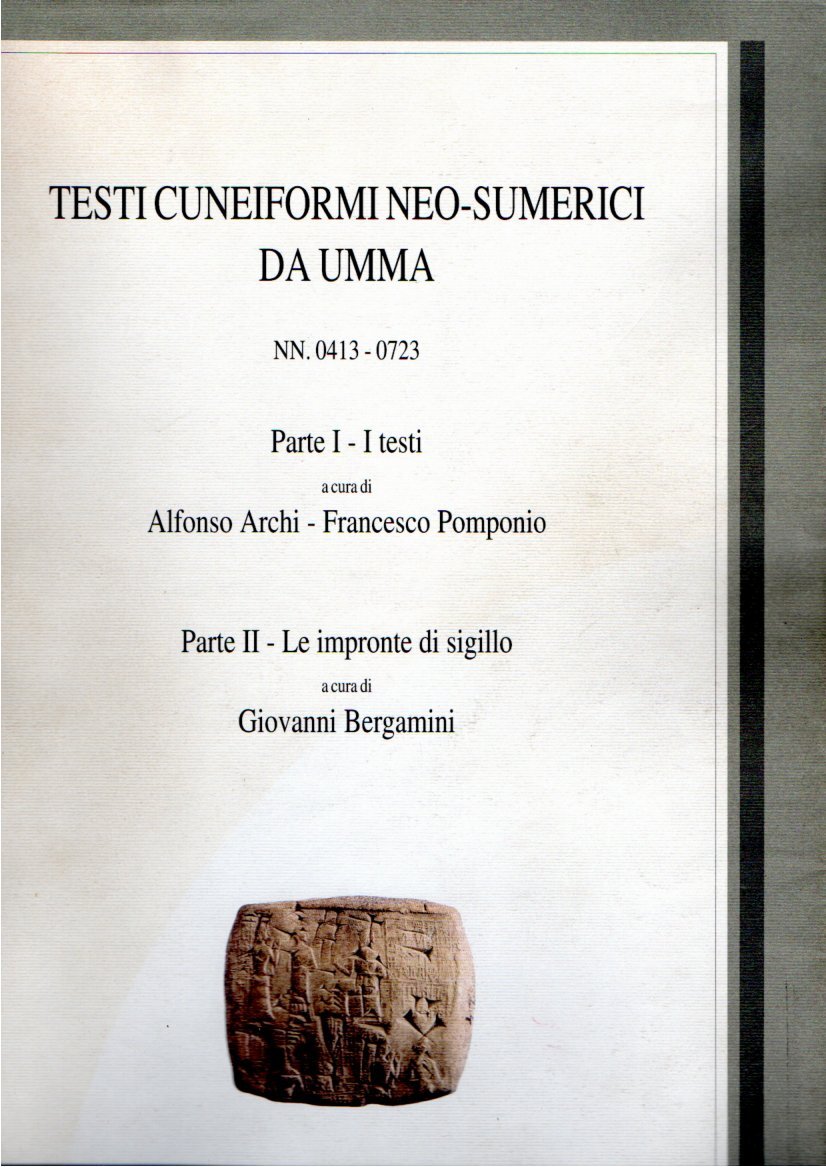 TESTI CUNEIFORMI NEO-SUMERICI
DA UMMA
NN. 0413 - 0723
Parte I - I testi
a cura di
Alfonso Archi - Francesco Pomponio
Parte II - Le impronte di sigillo
a cura di
Giovanni Bergamini